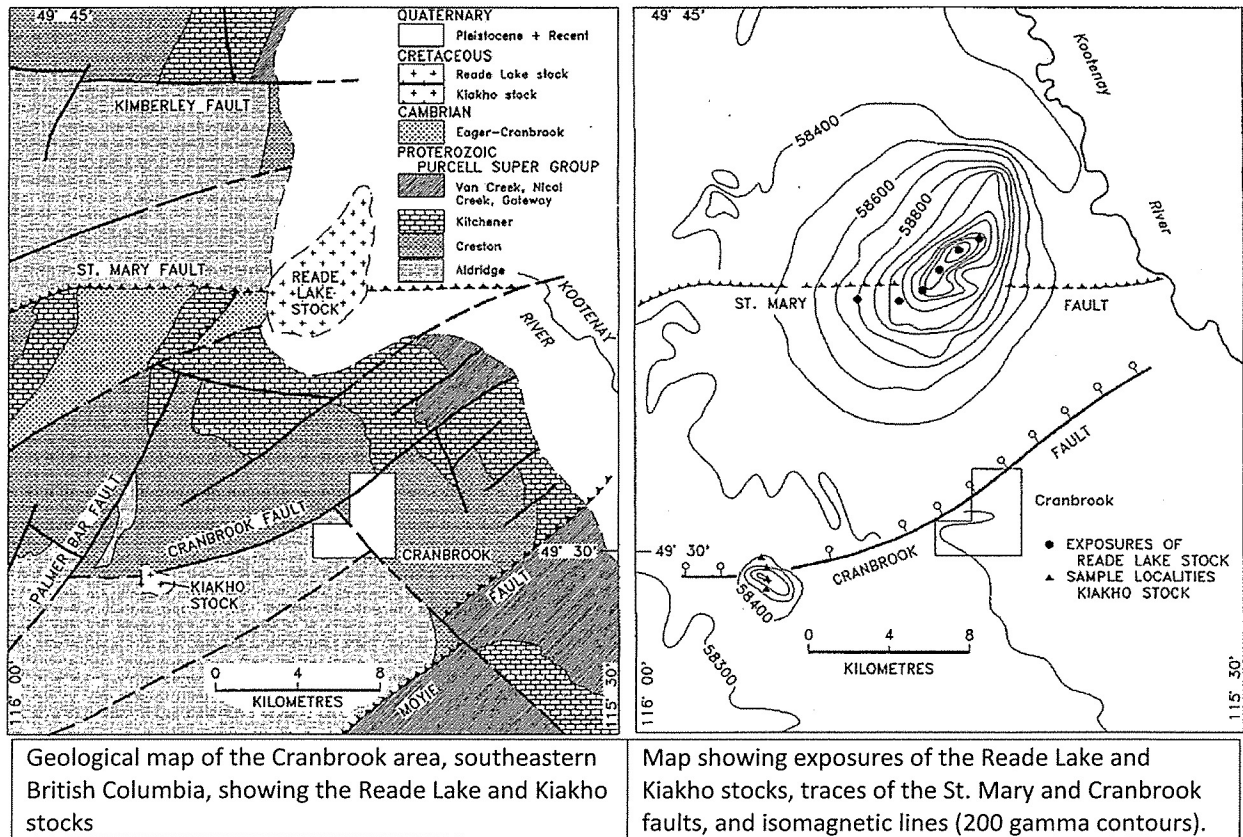 49° 45'
QUATERNARY
Pleistocene + Recent
CRETACEOUS
Reade Lake stock
Kiakho stock
CAMBRIAN
Eager-Cranbrook
PROTEROZOIC
PURCELL SUPER GROUP
Van Creek, Nicol
Creek, Gateway
Kitchener
Creston
Aldridge
KIMBERLEY FAULT
ST. MARY FAULT
READE
LAKE
STOCK
KOOTENAY
RIVER
PALMER BAR FAULT
CRANBROOK FAULT
CRANBROOK
49° 30'
KIAKHO
STOCK
FAULT
MOYIE
0 4 8
KILOMETRES
116° 00'
115° 30'
49° 45'
Kootenay
River
58400
58600
58800
ST. MARY
FAULT
FAULT
Cranbrook
CRANBROOK
49° 30'
58400
58300
EXPOSURES OF
READE LAKE STOCK
SAMPLE LOCALITIES
KIAKHO STOCK
0 4 8
KILOMETRES
116° 00'
115° 30'
Geological map of the Cranbrook area, southeastern
British Columbia, showing the Reade Lake and Kiakho
stocks
Map showing exposures of the Reade Lake and
Kiakho stocks, traces of the St. Mary and Cranbrook
faults, and isomagnetic lines (200 gamma contours).